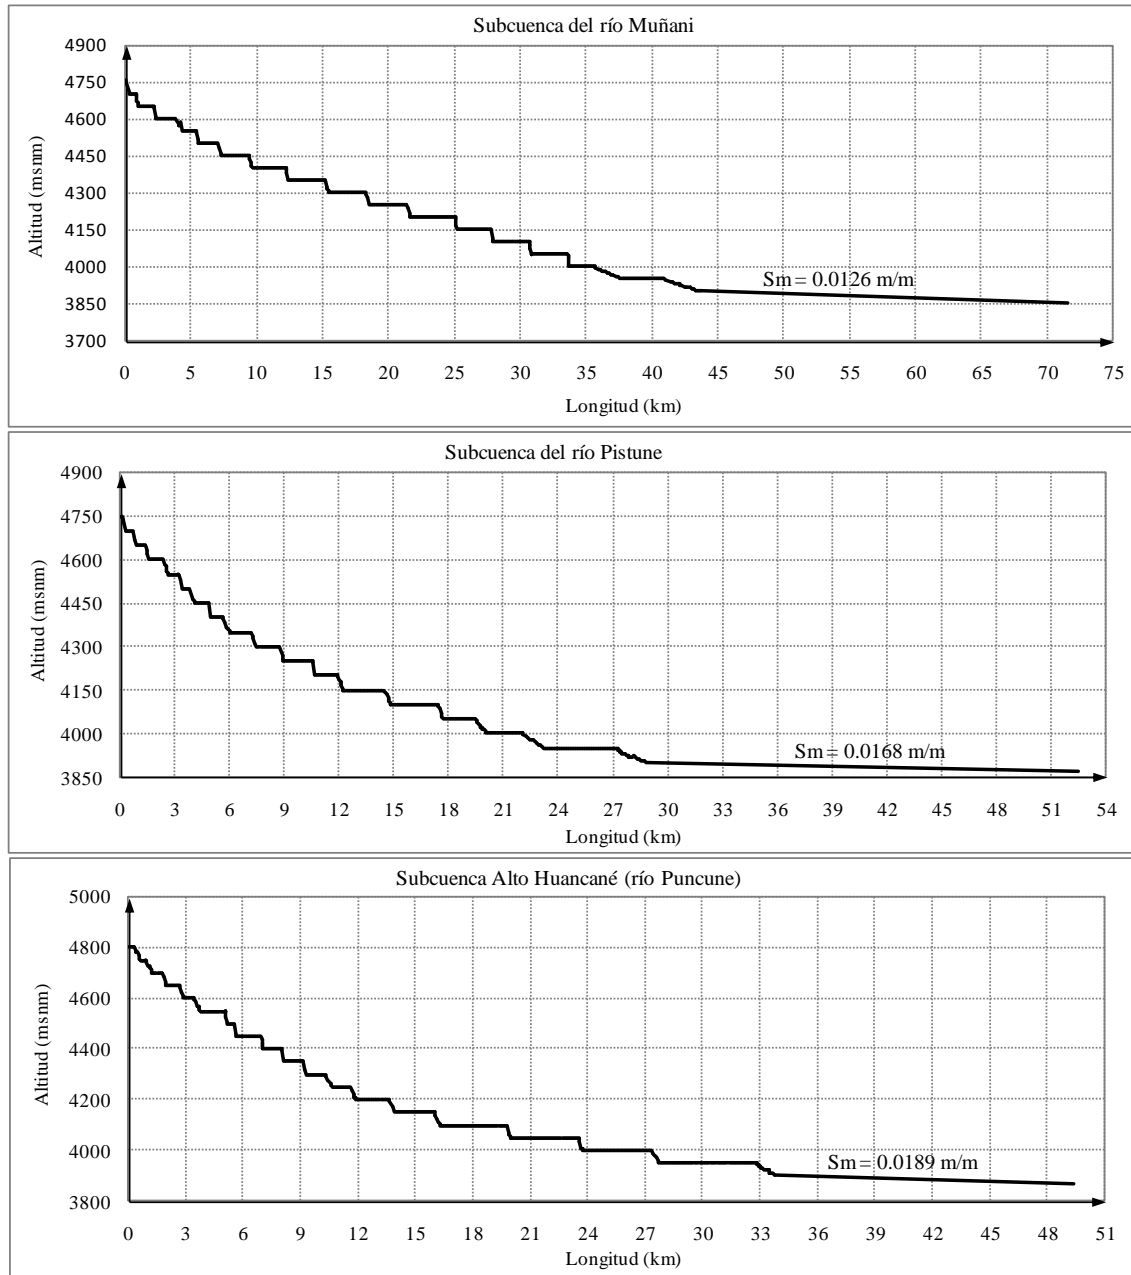 Subcuenca del río Muñani
4900
4750
4600
4450
4300
4150
4000
3850
3700
Altitud (msnm)
Sm = 0.0126 m/m
0 5 10 15 20 25 30 35 40 45 50 55 60 65 70 75
Longitud (km)
Subcuenca del río Pistune
4900
4750
4600
4450
4300
4150
4000
3850
Altitud (msnm)
Sm = 0.0168 m/m
0 3 6 9 12 15 18 21 24 27 30 33 36 39 42 45 48 51 54
Longitud (km)
Subcuenca Alto Huancané (río Puncune)
5000
4800
4600
4400
4200
4000
3800
Altitud (msnm)
Sm = 0.0189 m/m
0 3 6 9 12 15 18 21 24 27 30 33 36 39 42 45 48 51
Longitud (km)